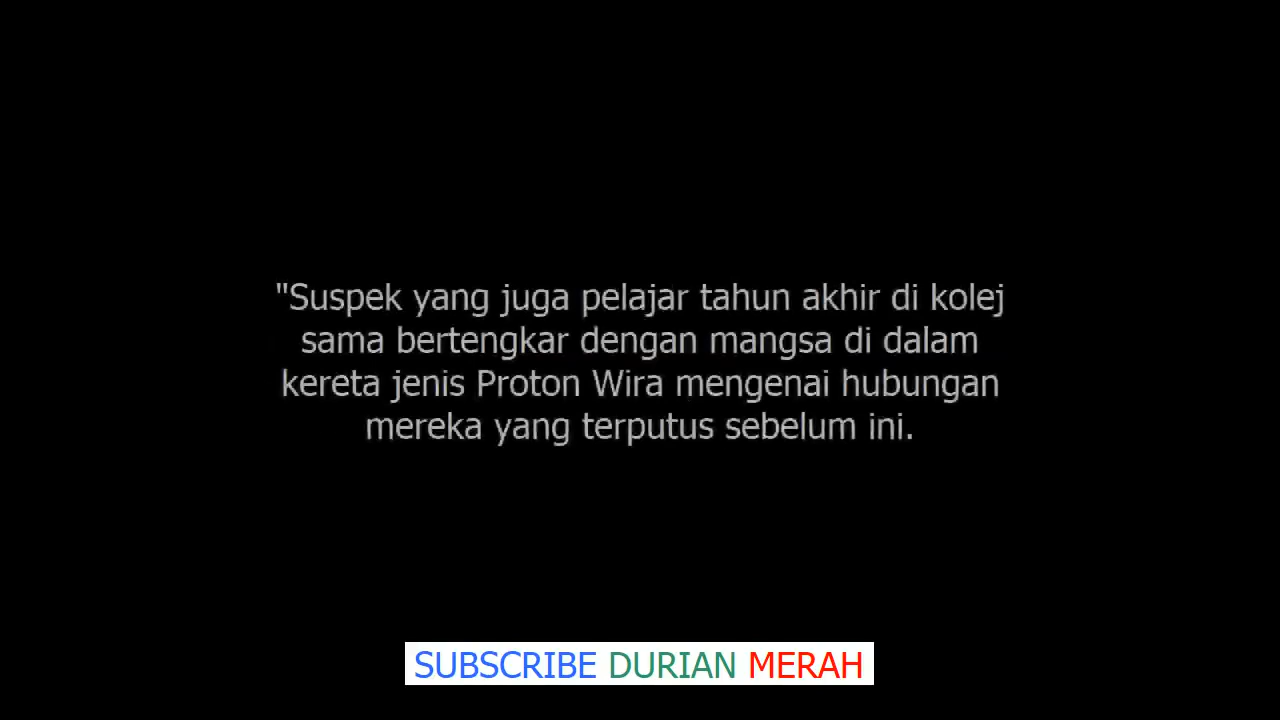 "Suspek yang juga pelajar tahun akhir di kolej
sama bertengkar dengan mangsa di dalam
kereta jenis Proton Wira mengenai hubungan
mereka yang terputus sebelum ini.
SUBSCRIBE DURIAN MERAH